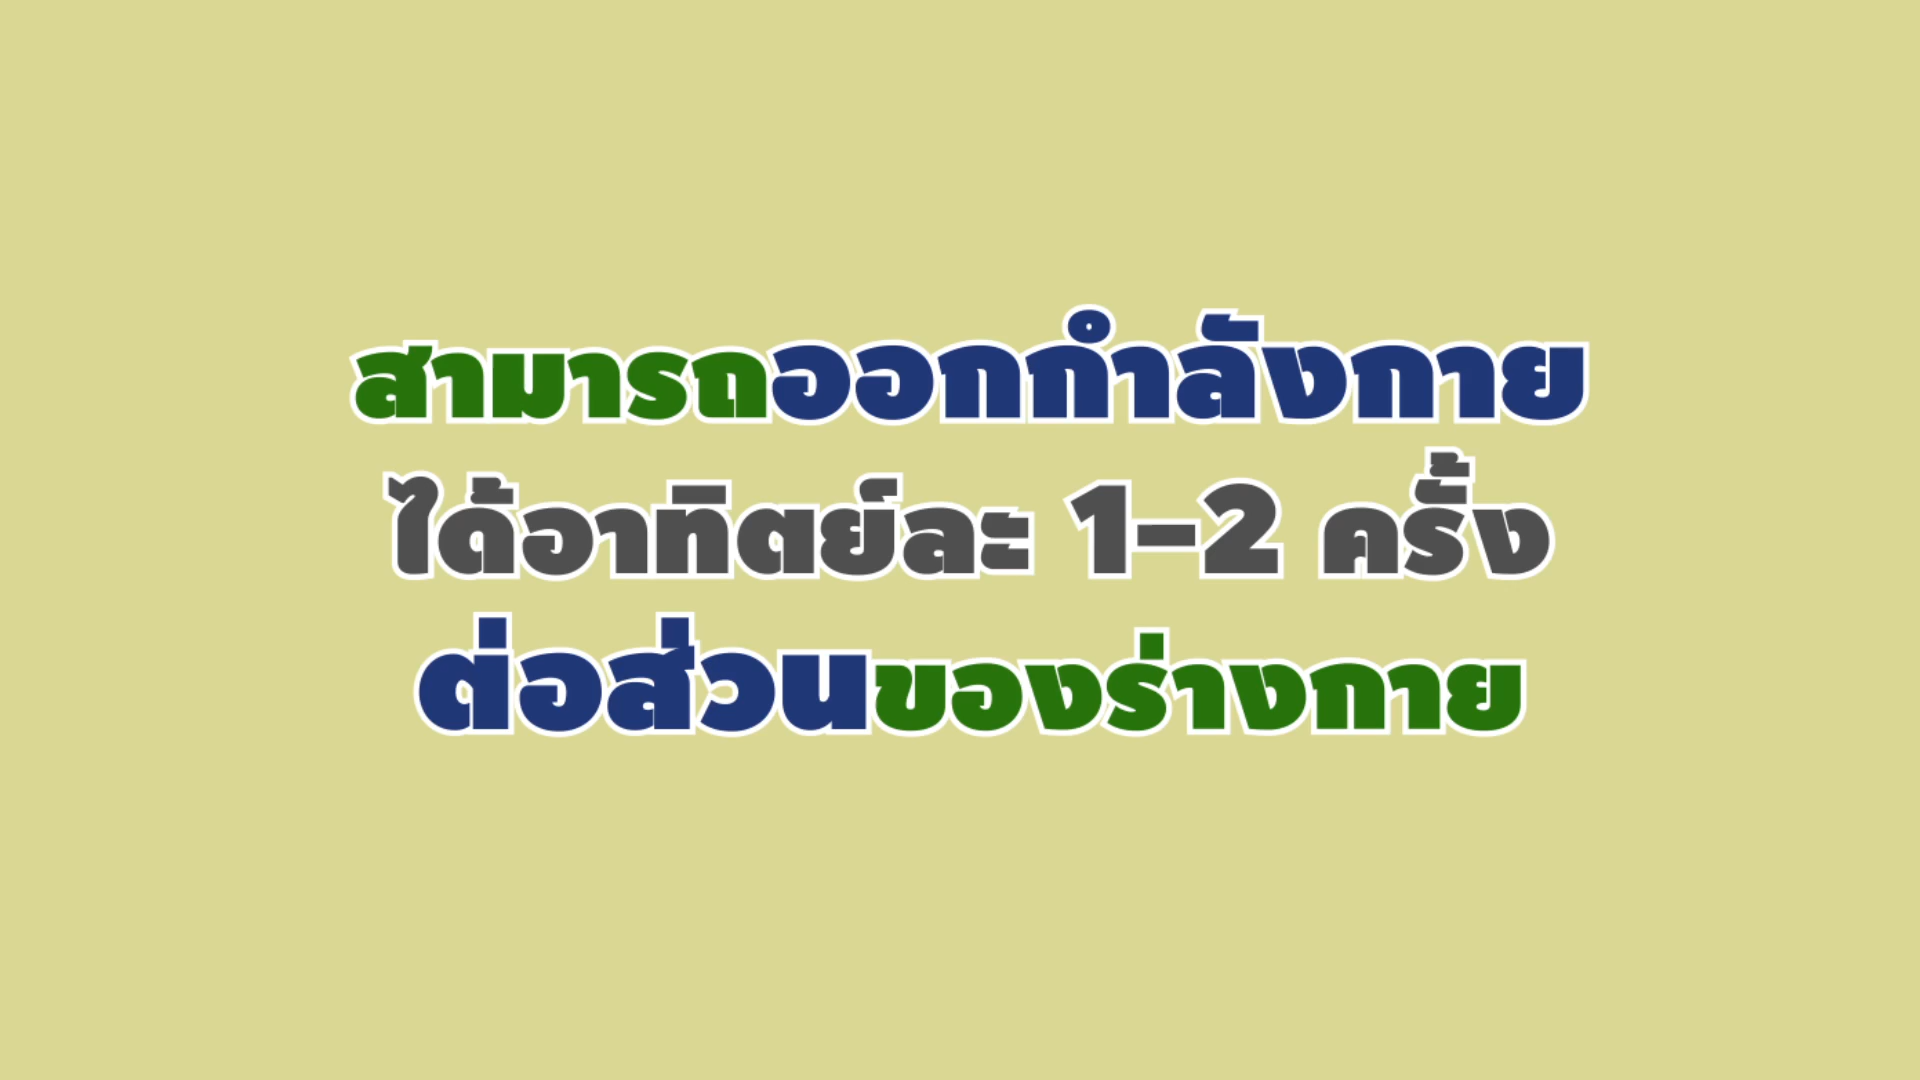 สามารถออกกำลังกาย
ได้อาทิตย์ละ 1-2 ครั้ง
ต่อส่วนของร่างกาย